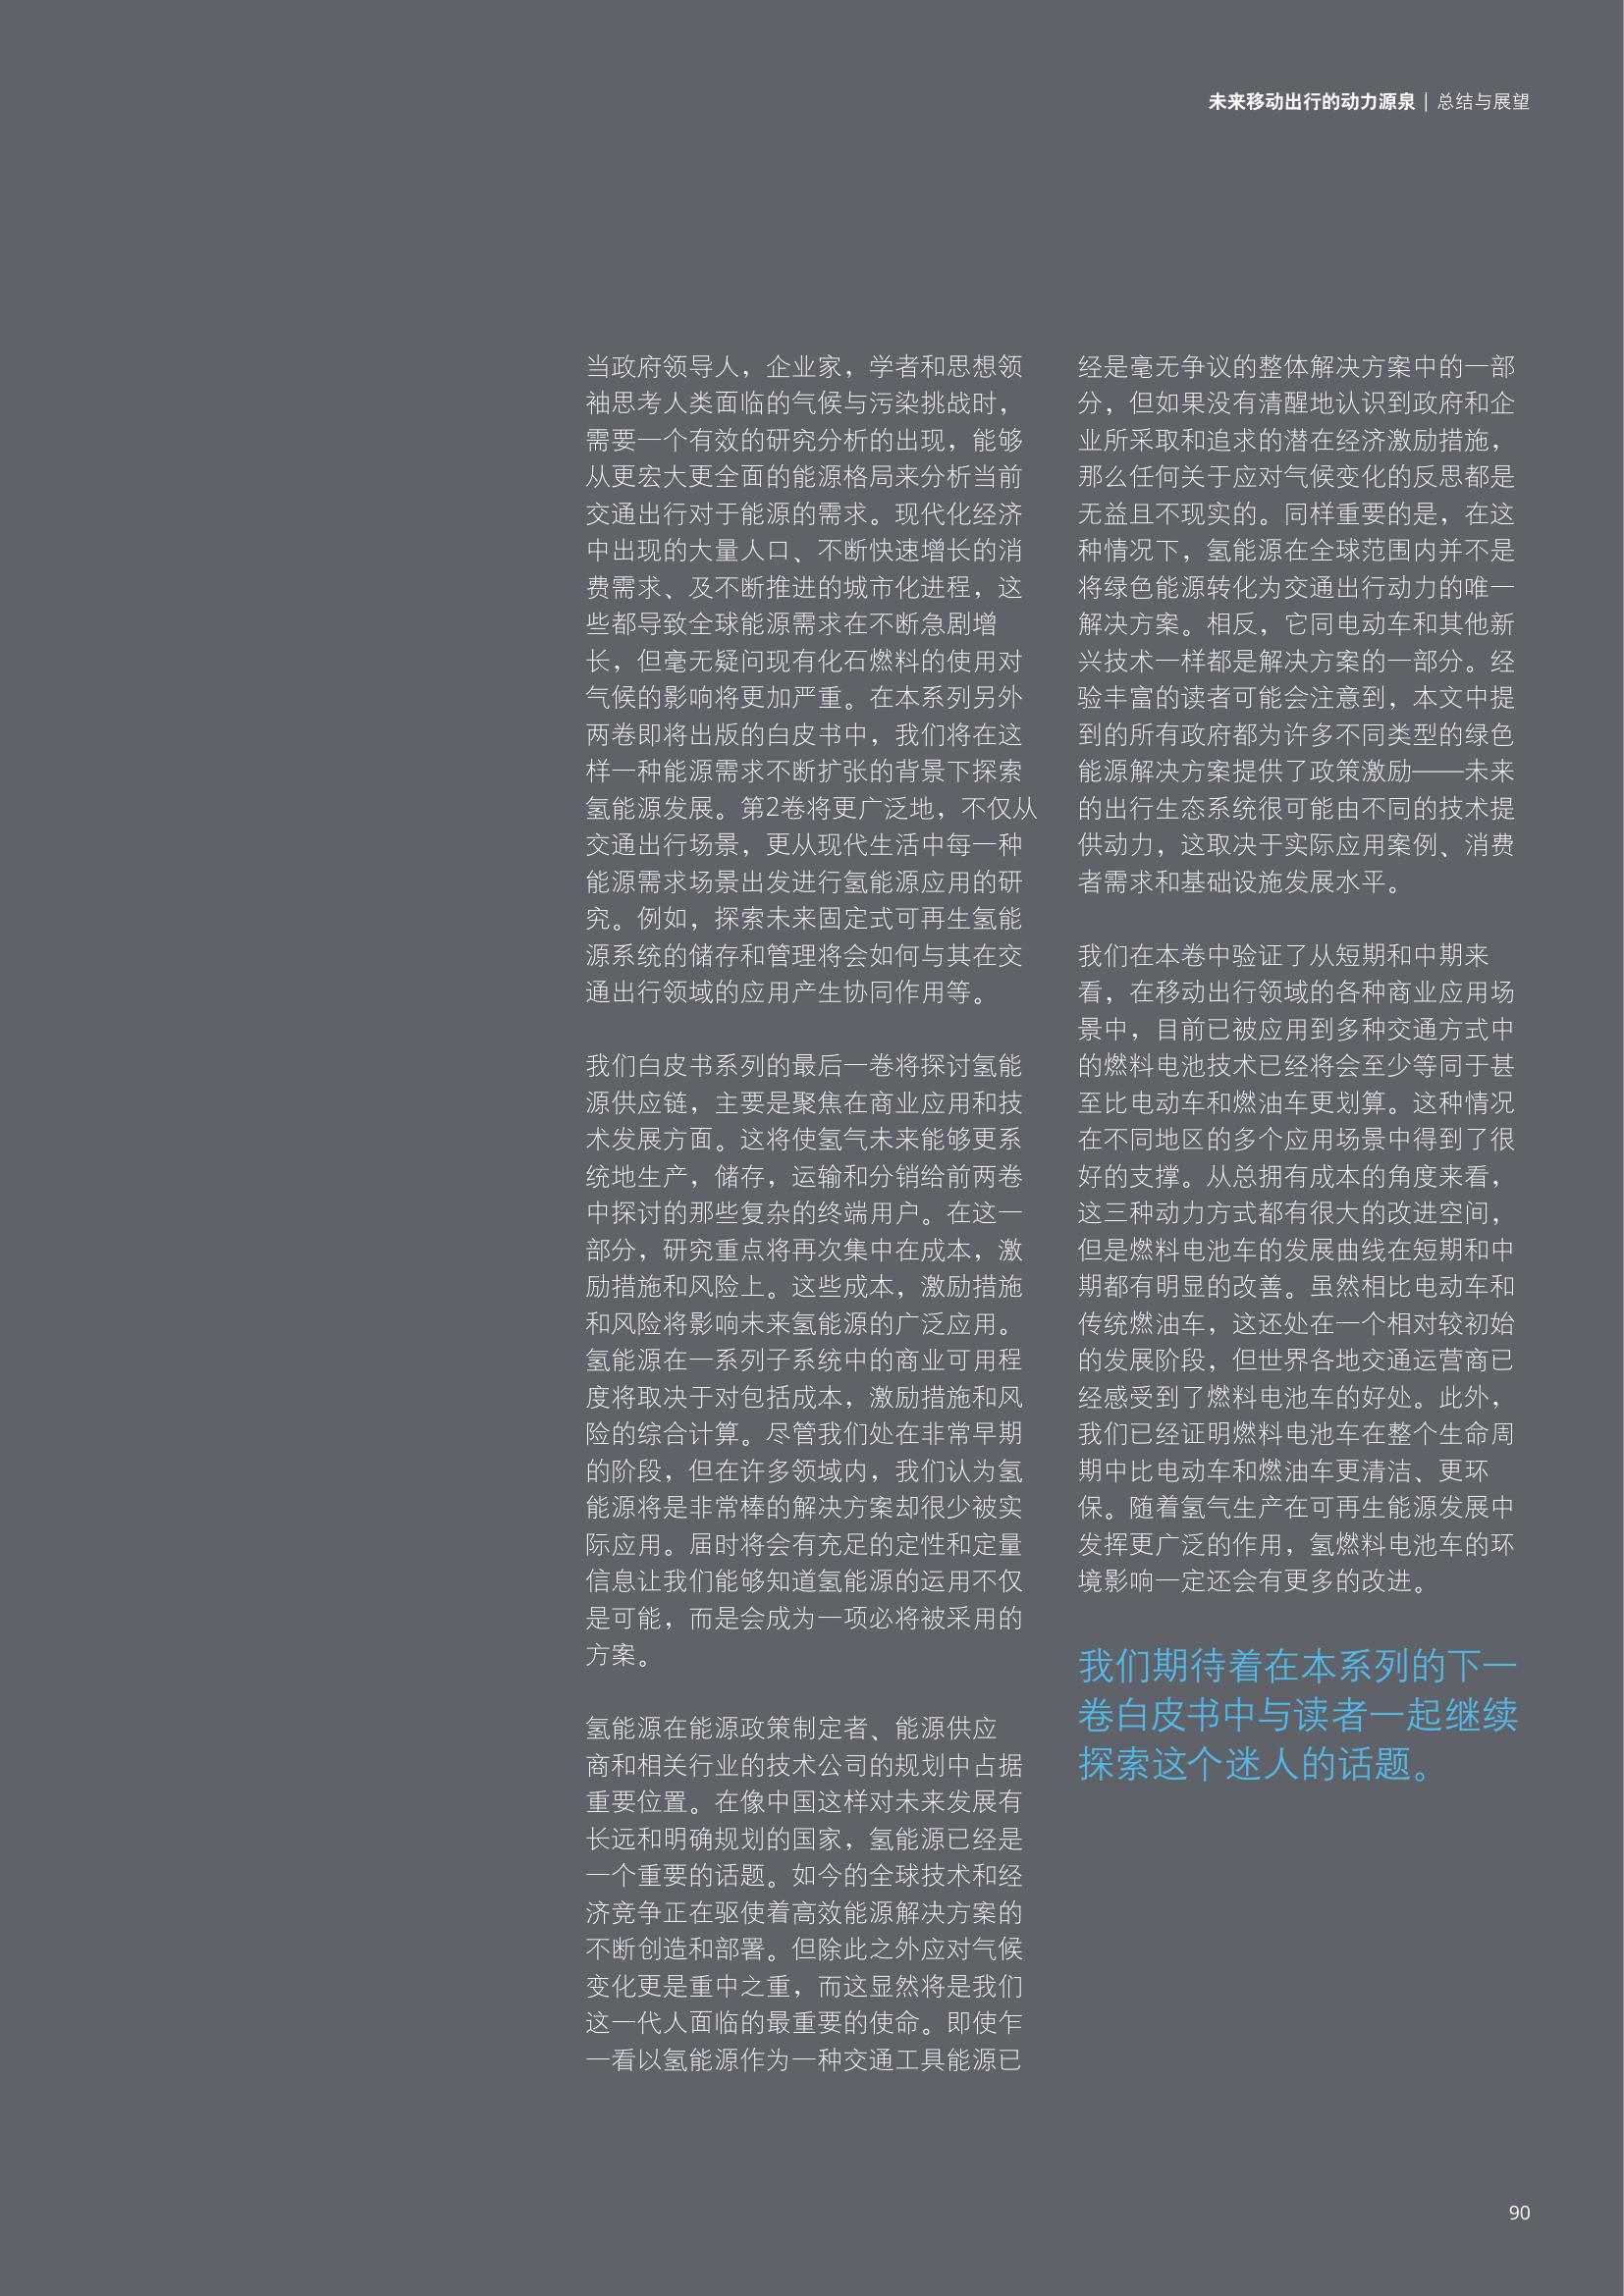 未来移动出行的动力源泉 | 总结与展望
当政府领导人，企业家，学者和思想领
袖思考人类面临的气候与污染挑战时，
需要一个有效的研究分析的出现，能够
从更宏大更全面的能源格局来分析当前
交通出行对于能源的需求。现代化经济
中出现的大量人口、不断快速增长的消
费需求、及不断推进的城市化进程，这
些都导致全球能源需求在不断急剧增
长，但毫无疑问现有化石燃料的使用对
气候的影响将更加严重。在本系列另外
两卷即将出版的白皮书中，我们将在这
样一种能源需求不断扩张的背景下探索
氢能源发展。第2卷将更广泛地，不仅从
交通出行场景，更从现代生活中每一种
能源需求场景出发进行氢能源应用的研
究。例如，探索未来固定式可再生氢能
源系统的储存和管理将会如何与其在交
通出行领域的应用产生协同作用等。
我们白皮书系列的最后一卷将探讨氢能
源供应链，主要是聚焦在商业应用和技
术发展方面。这将使氢气未来能够更系
统地生产，储存，运输和分销给前两卷
中探讨的那些复杂的终端用户。在这一
部分，研究重点将再次集中在成本，激
励措施和风险上。这些成本，激励措施
和风险将影响未来氢能源的广泛应用。
氢能源在一系列子系统中的商业可用程
度将取决于对包括成本，激励措施和风
险的综合计算。尽管我们处在非常早期
的阶段，但在许多领域内，我们认为氢
能源将是非常棒的解决方案却很少被实
际应用。届时将会有充足的定性和定量
信息让我们能够知道氢能源的运用不仅
是可能，而是会成为一项必将被采用的
方案。
氢能源在能源政策制定者、能源供应
商和相关行业的技术公司的规划中占据
重要位置。在像中国这样对未来发展有
长远和明确规划的国家，氢能源已经是
一个重要的话题。如今的全球技术和经
济竞争正在驱使着高效能源解决方案的
不断创造和部署。但除此之外应对气候
变化更是重中之重，而这显然将是我们
这一代人面临的最重要的使命。即使乍
一看以氢能源作为一种交通工具能源已
经是毫无争议的整体解决方案中的一部
分，但如果没有清醒地认识到政府和企
业所采取和追求的潜在经济激励措施，
那么任何关于应对气候变化的反思都是
无益且不现实的。同样重要的是，在这
种情况下，氢能源在全球范围内并不是
将绿色能源转化为交通出行动力的唯一
解决方案。相反，它同电动车和其他新
兴技术一样都是解决方案的一部分。经
验丰富的读者可能会注意到，本文中提
到的所有政府都为许多不同类型的绿色
能源解决方案提供了政策激励——未来
的出行生态系统很可能由不同的技术提
供动力，这取决于实际应用案例、消费
者需求和基础设施发展水平。
我们在本卷中验证了从短期和中期来
看，在移动出行领域的各种商业应用场
景中，目前已被应用到多种交通方式中
的燃料电池技术已经将会至少等同于甚
至比电动车和燃油车更划算。这种情况
在不同地区的多个应用场景中得到了很
好的支撑。从总拥有成本的角度来看，
这三种动力方式都有很大的改进空间，
但是燃料电池车的发展曲线在短期和中
期都有明显的改善。虽然相比电动车和
传统燃油车，这还处在一个相对较初始
的发展阶段，但世界各地交通运营商已
经感受到了燃料电池车的好处。此外，
我们已经证明燃料电池车在整个生命周
期中比电动车和燃油车更清洁、更环
保。随着氢气生产在可再生能源发展中
发挥更广泛的作用，氢燃料电池车的环
境影响一定还会有更多的改进。
我们期待着在本系列的下一
卷白皮书中与读者一起继续
探索这个迷人的话题。
90